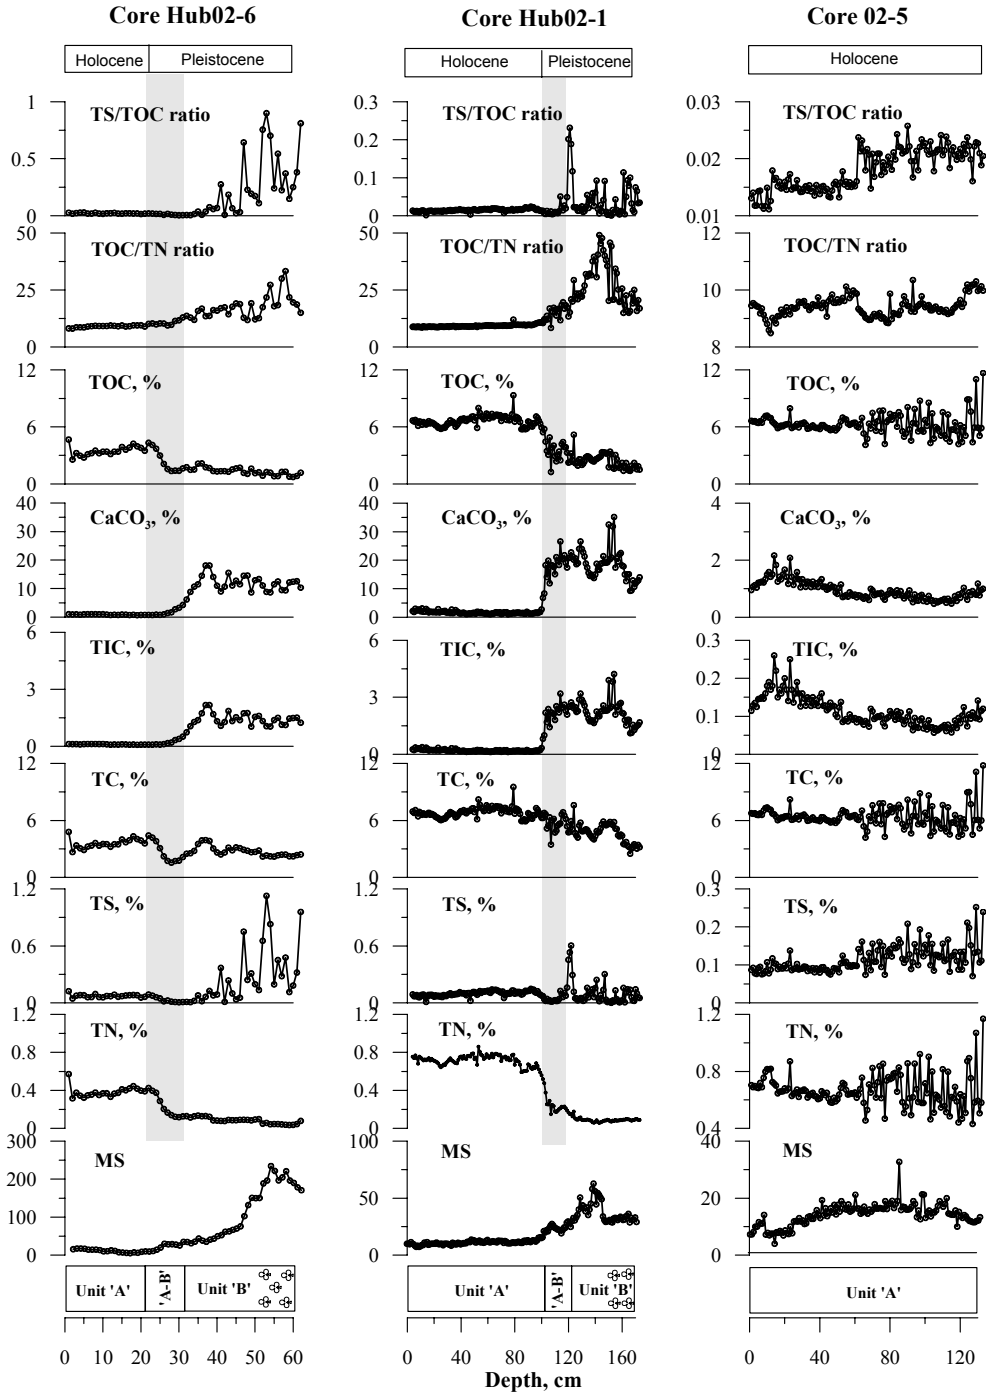 Core Hub02-6
Core Hub02-1
Core 02-5
Holocene
Pleistocene
Holocene
Pleistocene
Holocene
1
0.5
0
TS/TOC ratio
0.3
0.2
0.1
0
TS/TOC ratio
0.03
0.02
0.01
TS/TOC ratio
50
25
0
TOC/TN ratio
50
25
0
TOC/TN ratio
12
10
8
TOC/TN ratio
12
6
0
TOC, %
12
6
0
TOC, %
12
6
0
TOC, %
40
30
20
10
0
CaCO3, %
40
30
20
10
0
CaCO3, %
4
2
0
CaCO3, %
6
3
0
TIC, %
6
3
0
TIC, %
0.3
0.2
0.1
0
TIC, %
12
6
0
TC, %
12
6
0
TC, %
12
6
0
TC, %
1.2
0.6
0
TS, %
1.2
0.6
0
TS, %
0.3
0.2
0.1
0
TS, %
1.2
0.8
0.4
0
TN, %
1.2
0.8
0.4
0
TN, %
1.2
0.8
0.4
TN, %
300
200
100
0
MS
100
50
0
MS
40
20
0
MS
Unit 'A'
'A-B'
Unit 'B'
Unit 'A'
'A-B'
Unit 'B'
Unit 'A'
0 10 20 30 40 50 60
0 40 80 120 160
0 40 80 120
Depth, cm